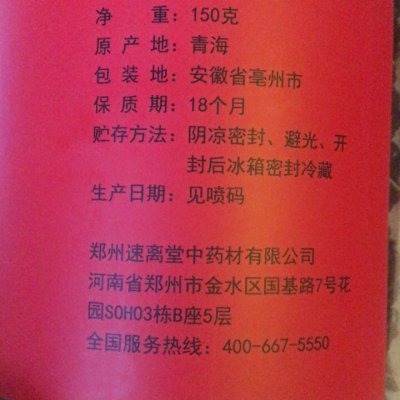 净 重：150克
原 产 地：青海
包 装 地：安徽省亳州市
保 质 期：18个月
贮存方法：阴凉密封、避光、开
封后冰箱密封冷藏
生产日期：见喷码
郑州速离堂中药材有限公司
河南省郑州市金水区国基路7号花
园SOHO3栋B座5层
全国服务热线：400-667-5550